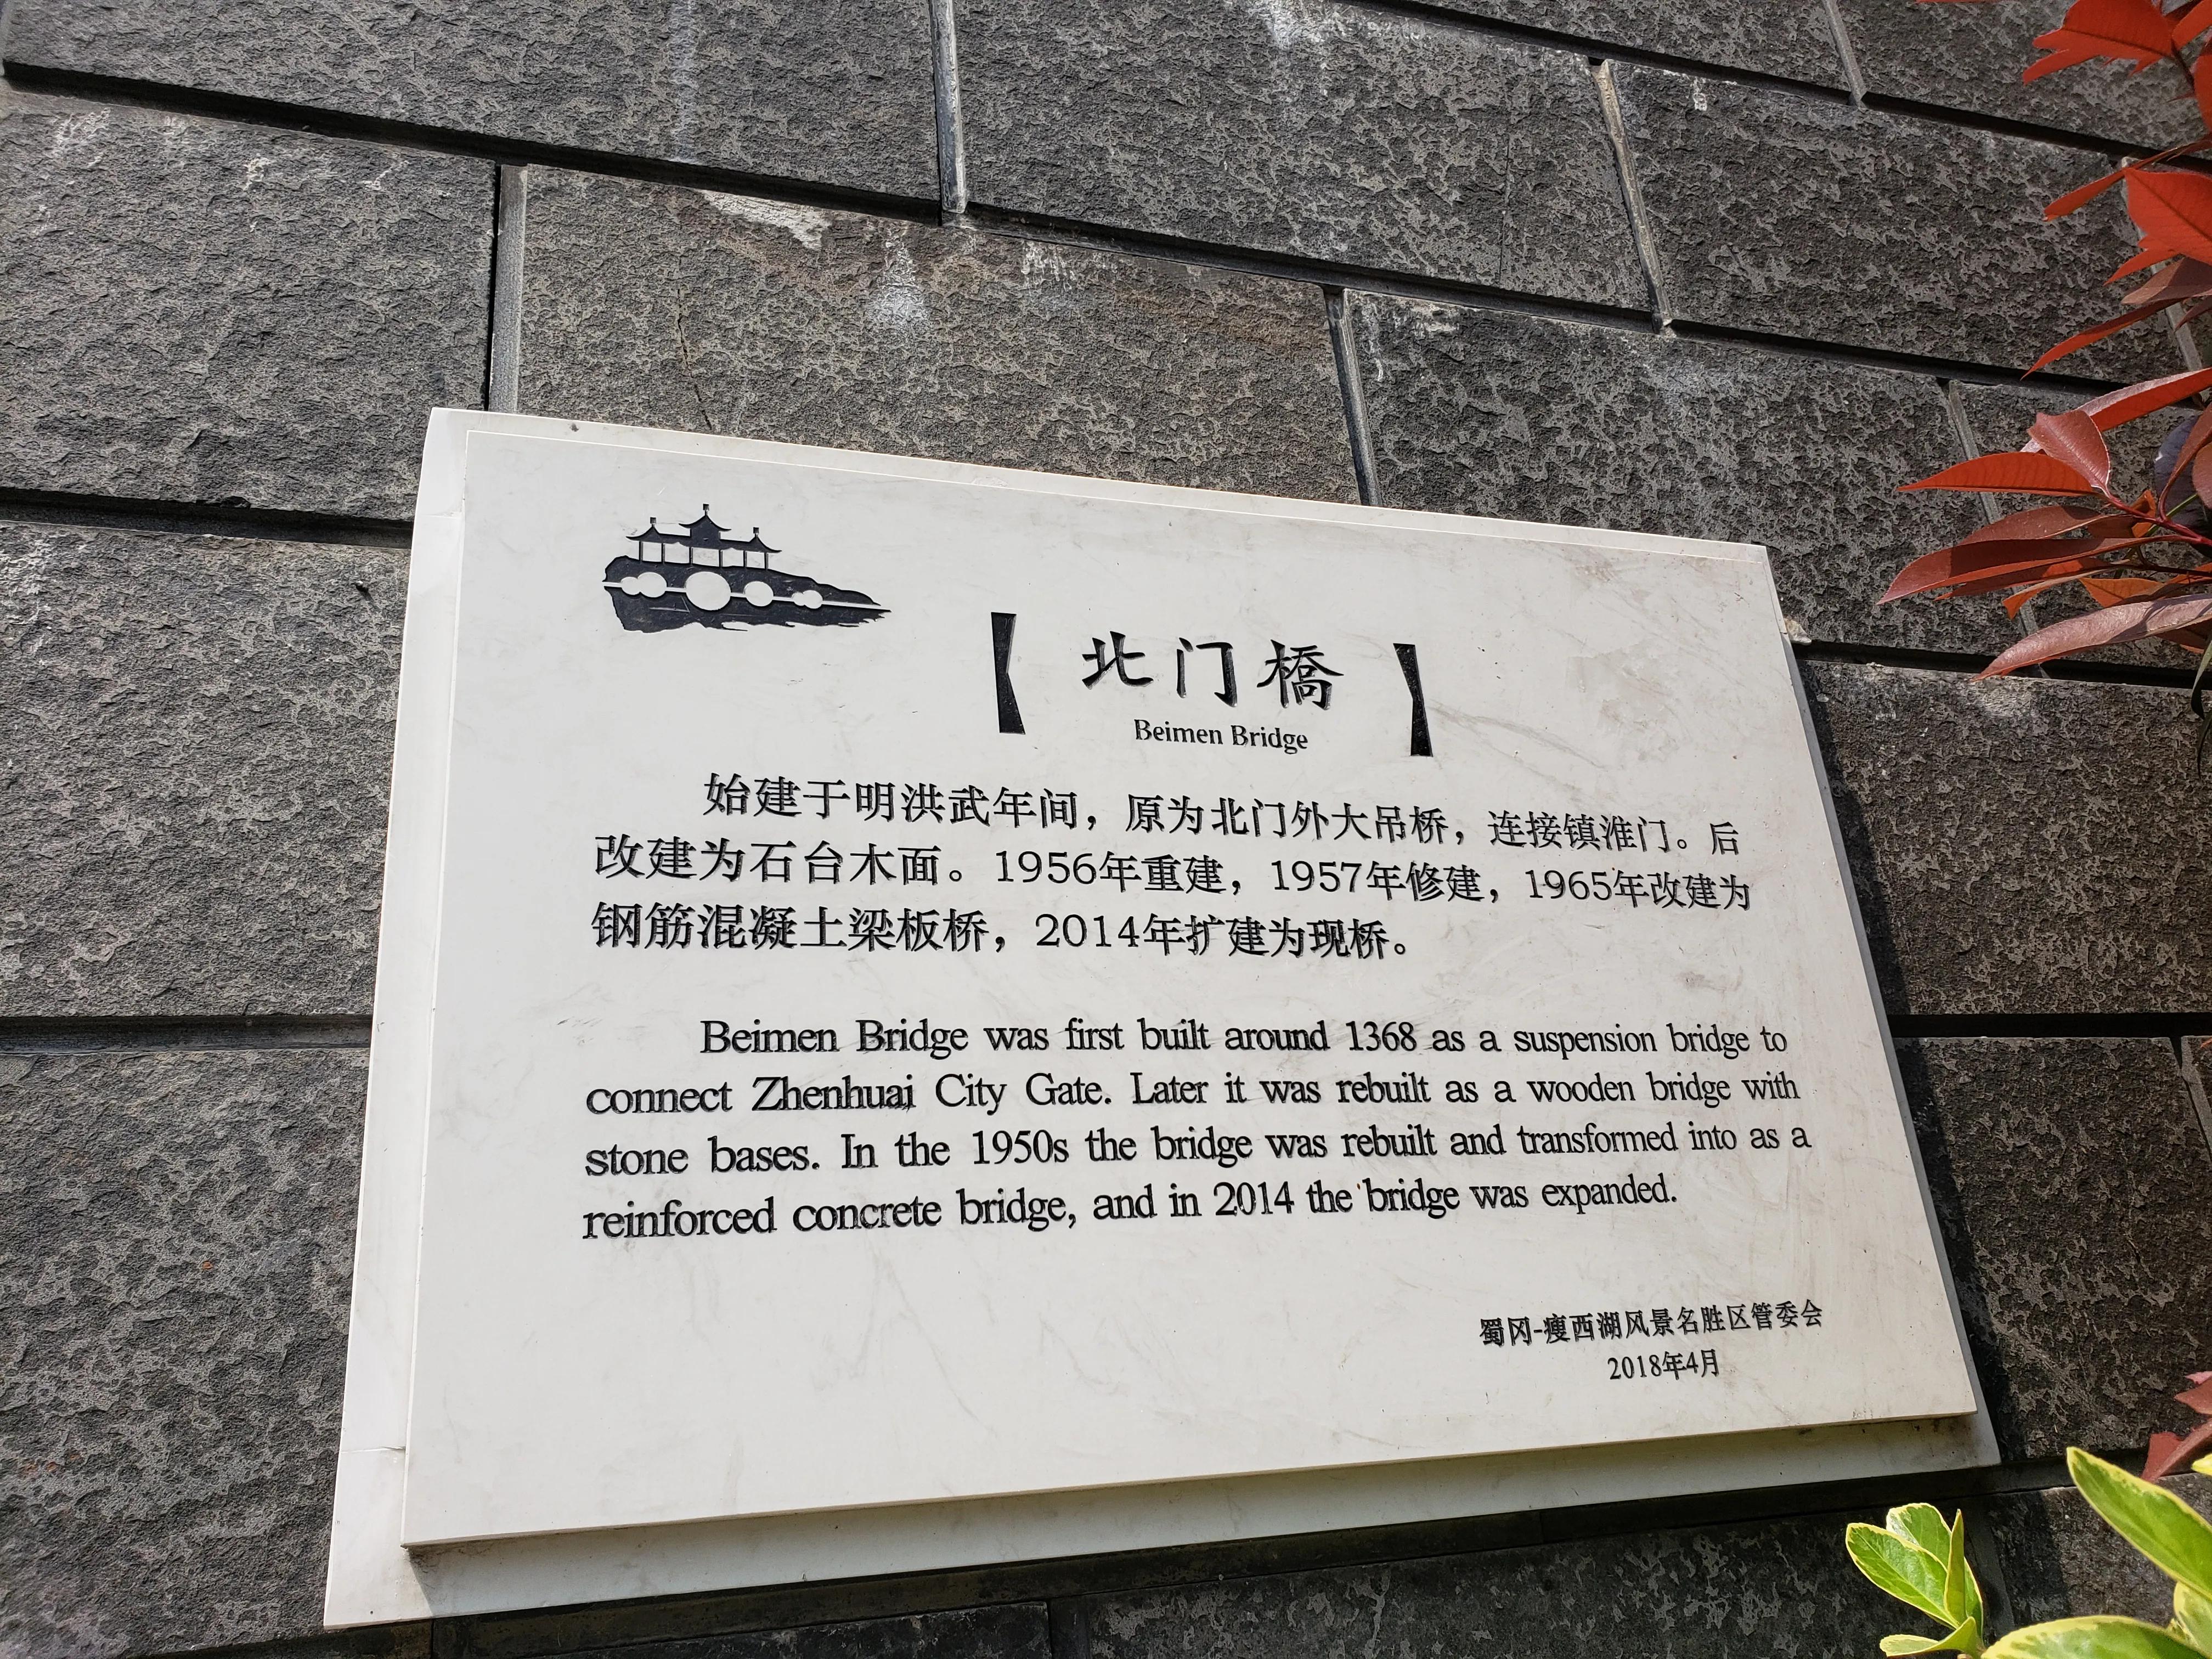 【北门橋】
Beimen Bridge
始建于明洪武年间，原为北门外大吊桥，连接镇淮门。后
改建为石台木面。1956年重建，1957年修建，1965年改建为
钢筋混凝土梁板桥，2014年扩建为现桥。
Beimen Bridge was first built around 1368 as a suspension bridge to
connect Zhenhuai City Gate. Later it was rebuilt as a wooden bridge with
stone bases. In the 1950s the bridge was rebuilt and transformed into as a
reinforced concrete bridge, and in 2014 the bridge was expanded.
蜀冈-瘦西湖风景名胜区管委会
2018年4月